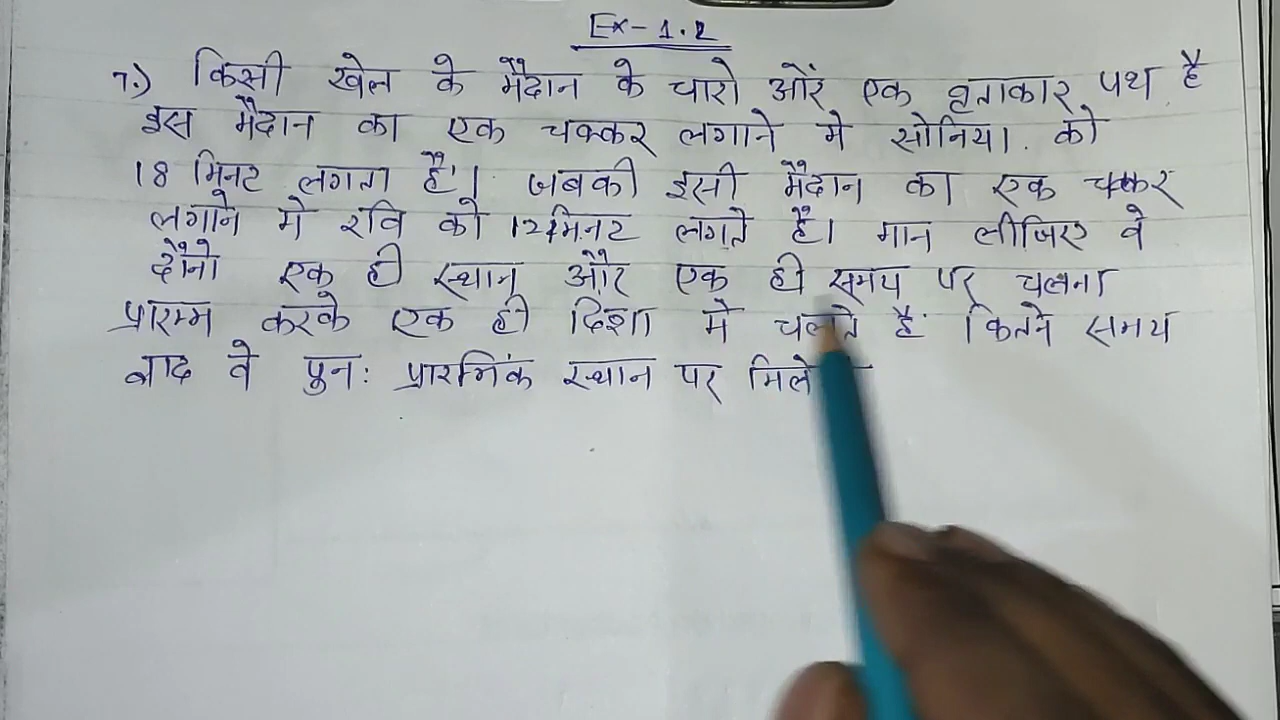 Ex-1.2
7.) किसी खेल के मैदान के चारो ओर एक वृताकार पथ है
इस मैदान का एक चक्कर लगाने मे सोनिया. को
18 मिनट लगता है। जबकी इसी मैदान का एक चक्कर
लगाने मे रवि को 12 मिनट लगते है। मान लीजिए वे
दोनो एक ही स्थान और एक ही समय पर चलना
प्रारम्भ करके एक ही दिशा मे चलते है कितने समय
बाद वे पुनः प्रारभिंक स्थान पर